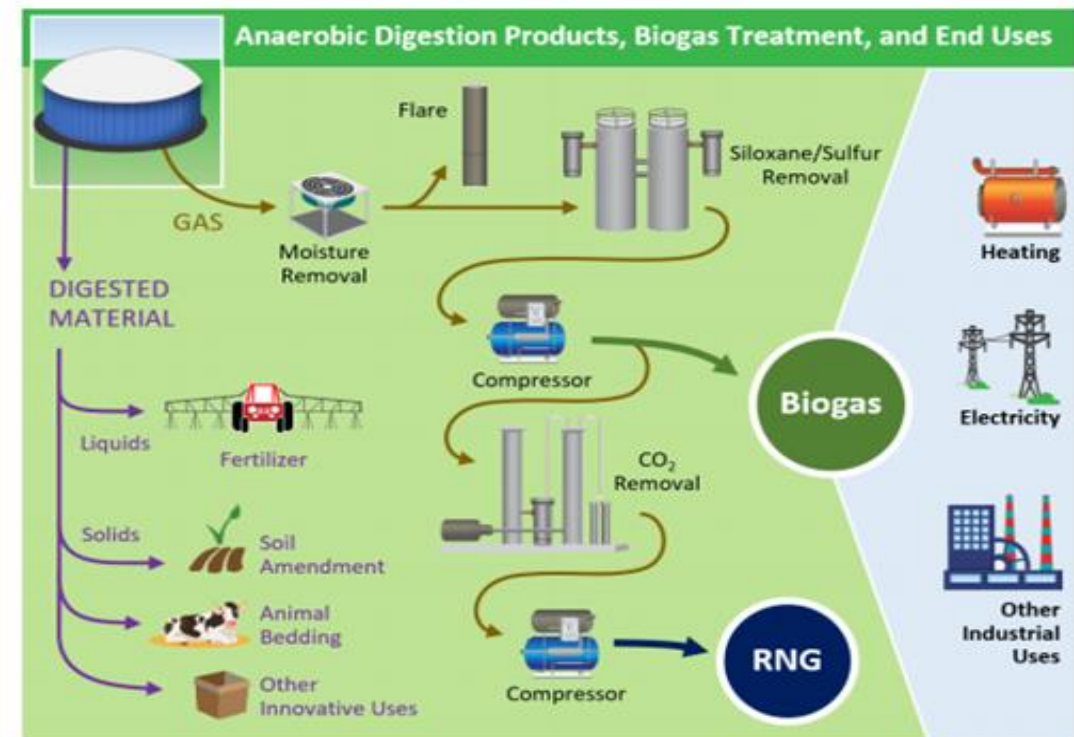 Anaerobic Digestion Products, Biogas Treatment, and End Uses
Flare
Siloxane/Sulfur
Removal
GAS
Moisture
Removal
Heating
DIGESTED
MATERIAL
Compressor
Biogas
Electricity
Liquids
Fertilizer
CO₂
Removal
Solids
Soil
Amendment
Animal
Bedding
Other
Industrial
Uses
Compressor
RNG
Other
Innovative Uses